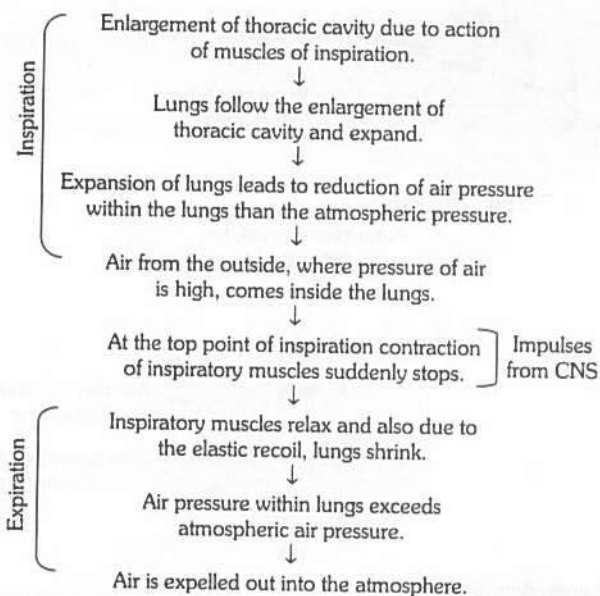 Enlargement of thoracic cavity due to action
of muscles of inspiration.
↓
Lungs follow the enlargement of
thoracic cavity and expand.
↓
Inspiration
Expansion of lungs leads to reduction of air pressure
within the lungs than the atmospheric pressure.
↓
Air from the outside, where pressure of air
is high, comes inside the lungs.
↓
At the top point of inspiration contraction
of inspiratory muscles suddenly stops.
Impulses
from CNS
↓
Inspiratory muscles relax and also due to
the elastic recoil, lungs shrink.
↓
Expiration
Air pressure within lungs exceeds
atmospheric air pressure.
↓
Air is expelled out into the atmosphere.